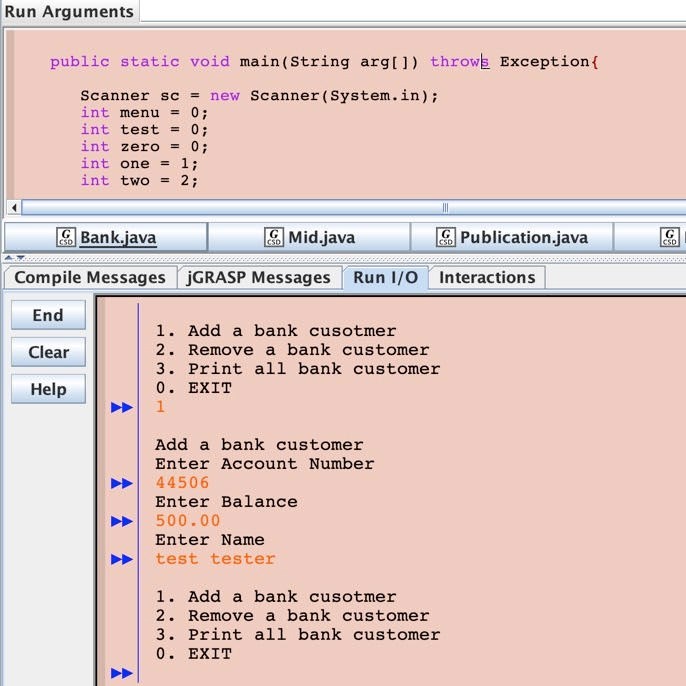 Run Arguments
public static void main(String arg[]) throws Exception{
Scanner sc = new Scanner(System.in);
int menu = 0;
int test = 0;
int zero = 0;
int one = 1;
int two = 2;
G CSD Bank.java G CSD Mid.java G CSD Publication.java G CSD
Compile Messages jGRASP Messages Run I/O Interactions
End
Clear
Help
1. Add a bank cusotmer
2. Remove a bank customer
3. Print all bank customer
0. EXIT
1
Add a bank customer
Enter Account Number
44506
Enter Balance
500.00
Enter Name
test tester
1. Add a bank cusotmer
2. Remove a bank customer
3. Print all bank customer
0. EXIT